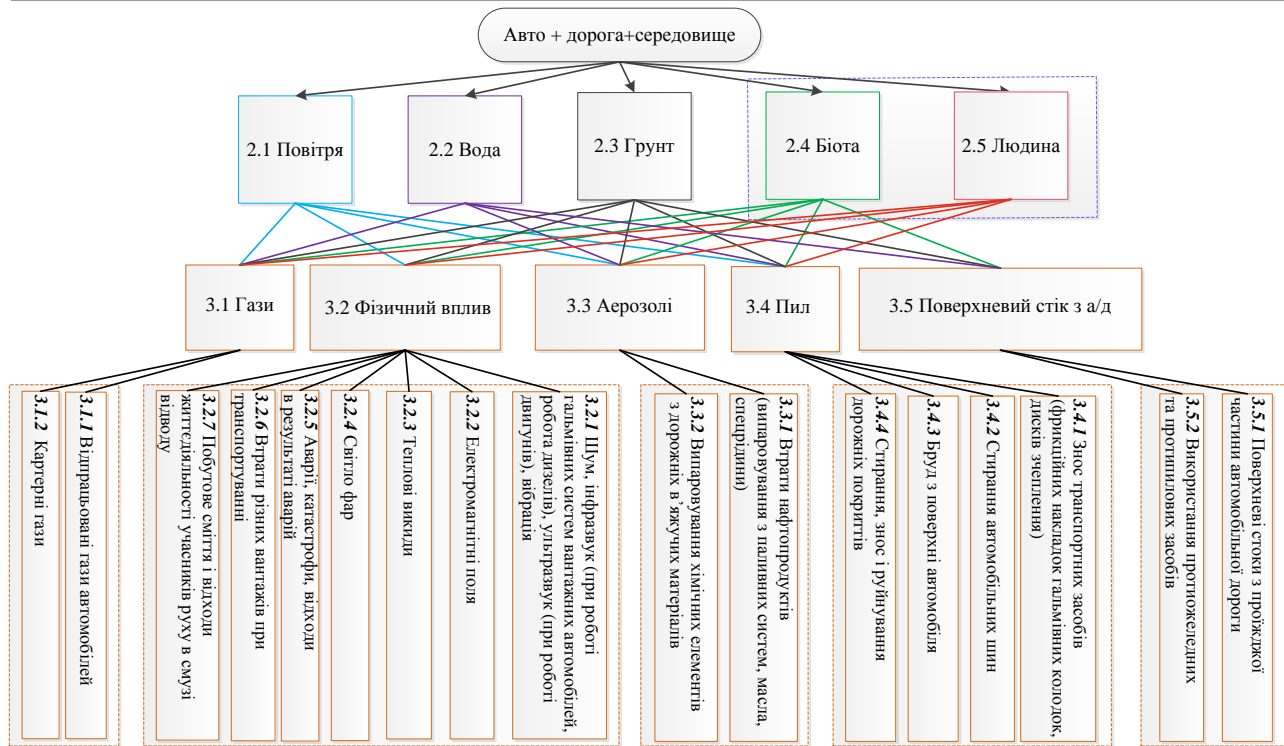 Авто + дорога+середовище
2.1 Повітря
2.2 Вода
2.3 Грунт
2.4 Біота
2.5 Людина
3.1 Гази
3.2 Фізичний вплив
3.3 Аерозолі
3.4 Пил
3.5 Поверхневий стік з а/д
3.1.2 Картерні гази
3.1.1 Відпрацьовані гази автомобілей
3.2.7 Побутове сміття і відходи
життєдіяльності учасників руху в смузі
відводу
3.2.6 Втрати різних вантажів при
транспортуванні
3.2.5 Аварії, катастрофи, відходи
в результаті аварій
3.2.4 Світло фар
3.2.3 Теплові викиди
3.2.2 Електромагнітні поля
3.2.1 Шум, інфразвук (при роботі
гальмівних систем вантажних автомобілей,
робота дизелів), ультразвук (при роботі
двигунів), вібрація
3.3.2 Випаровування хімічних елементів
з дорожніх в’яжучих матеріалів
3.3.1 Втрати нафтопродуктів
(випаровування з паливних систем, масла,
спецрідини)
3.4.4 Стирання, знос і руйнування
дорожніх покриттів
3.4.3 Бруд з поверхні автомобіля
3.4.2 Стирання автомобільних шин
3.4.1 Знос транспортних засобів
(фрикційних накладок гальмівних колодок,
дисків зчеплення)
3.5.2 Використання протиожеледних
та протипилових засобів
3.5.1 Поверхневі стоки з проїжджої
частини автомобільної дороги